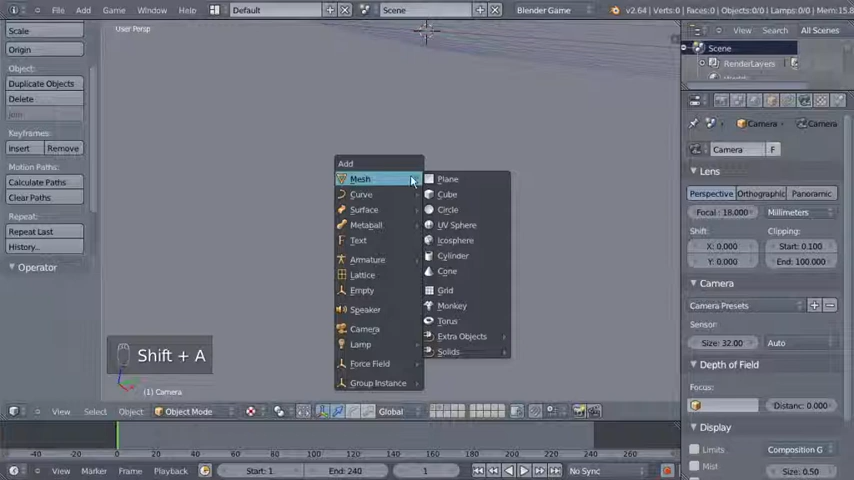 File Add Game Window Help Default Scene Blender Game v2.64 | Verts:0 | Faces:0 | Objects:0/0 | Lamps:0/0 | Mem:15.8
Scale
Origin
Object:
Duplicate Objects
Delete
Join
Keyframes:
Insert Remove
Motion Paths:
Calculate Paths
Clear Paths
Repeat:
Repeat Last
History...
Operator
User Persp
Add
Mesh
Curve
Surface
Metaball
Text
Armature
Lattice
Empty
Speaker
Camera
Lamp
Force Field
Group Instance
Plane
Cube
Circle
UV Sphere
Icosphere
Cylinder
Cone
Grid
Monkey
Torus
Extra Objects
Solids
Shift + A
(1) Camera
View Select Object Object Mode Global
-40 -20 0 20 40 60 80 100 120 140 160 180 200 220 240 260
View Marker Frame Playback Start: 1 End: 240 1 No Sync
View Search All Scenes
Scene
RenderLayers
Camera Camera
Camera F
Lens
Perspective Orthographic Panoramic
Focal: 18.000 Millimeters
Shift: Clipping:
X: 0.000 Start: 0.100
Y: 0.000 End: 100.000
Camera
Camera Presets
Sensor:
Size: 32.00 Auto
Depth of Field
Focus:
Distanc: 0.000
Display
Limits Composition G
Mist Size: 0.50